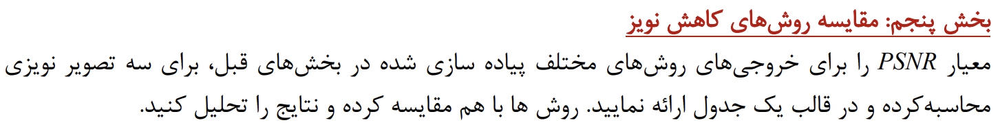 بخش پنجم: مقایسه روش‌های کاهش نویز
معیار PSNR را برای خروجی‌های روش‌های مختلف پیاده سازی شده در بخش‌های قبل، برای سه تصویر نویزی
محاسبه‌کرده و در قالب یک جدول ارائه نمایید. روش ها با هم مقایسه کرده و نتایج را تحلیل کنید.